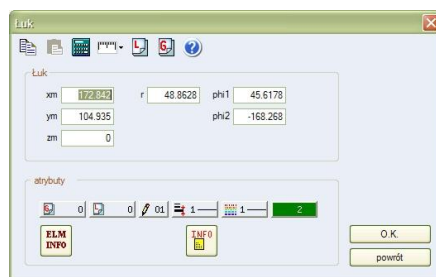 Łuk
L G ?
Łuk
xm 172.842 r 48.8628 phi1 45.6178
ym 104.935 phi2 -168.268
zm 0
atrybuty
G 0 0 01 1 1 2
ELM INFO INFO
O.K.
powrót